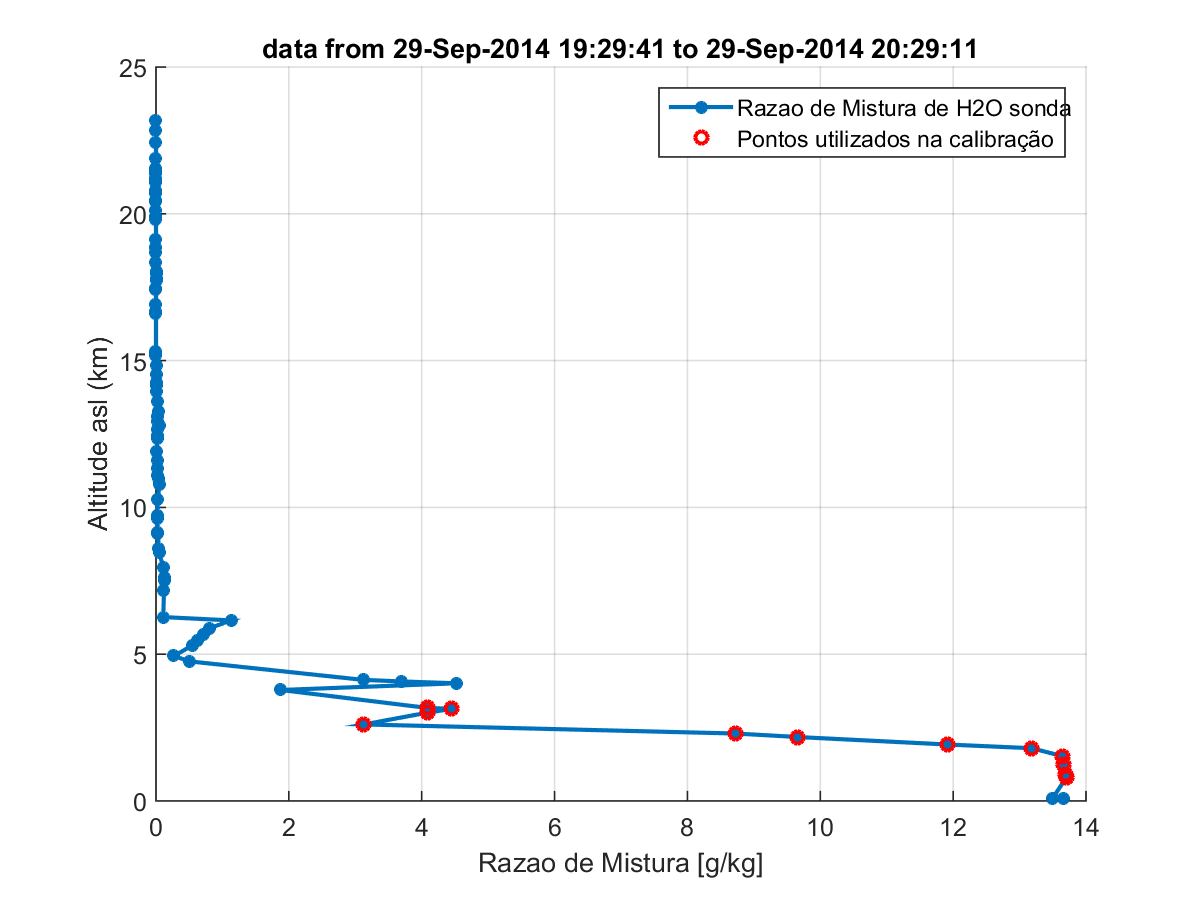 data from 29-Sep-2014 19:29:41 to 29-Sep-2014 20:29:11
Razao de Mistura de H2O sonda
Pontos utilizados na calibração
Altitude asl (km)
25
20
15
10
5
0
0 2 4 6 8 10 12 14
Razao de Mistura [g/kg]